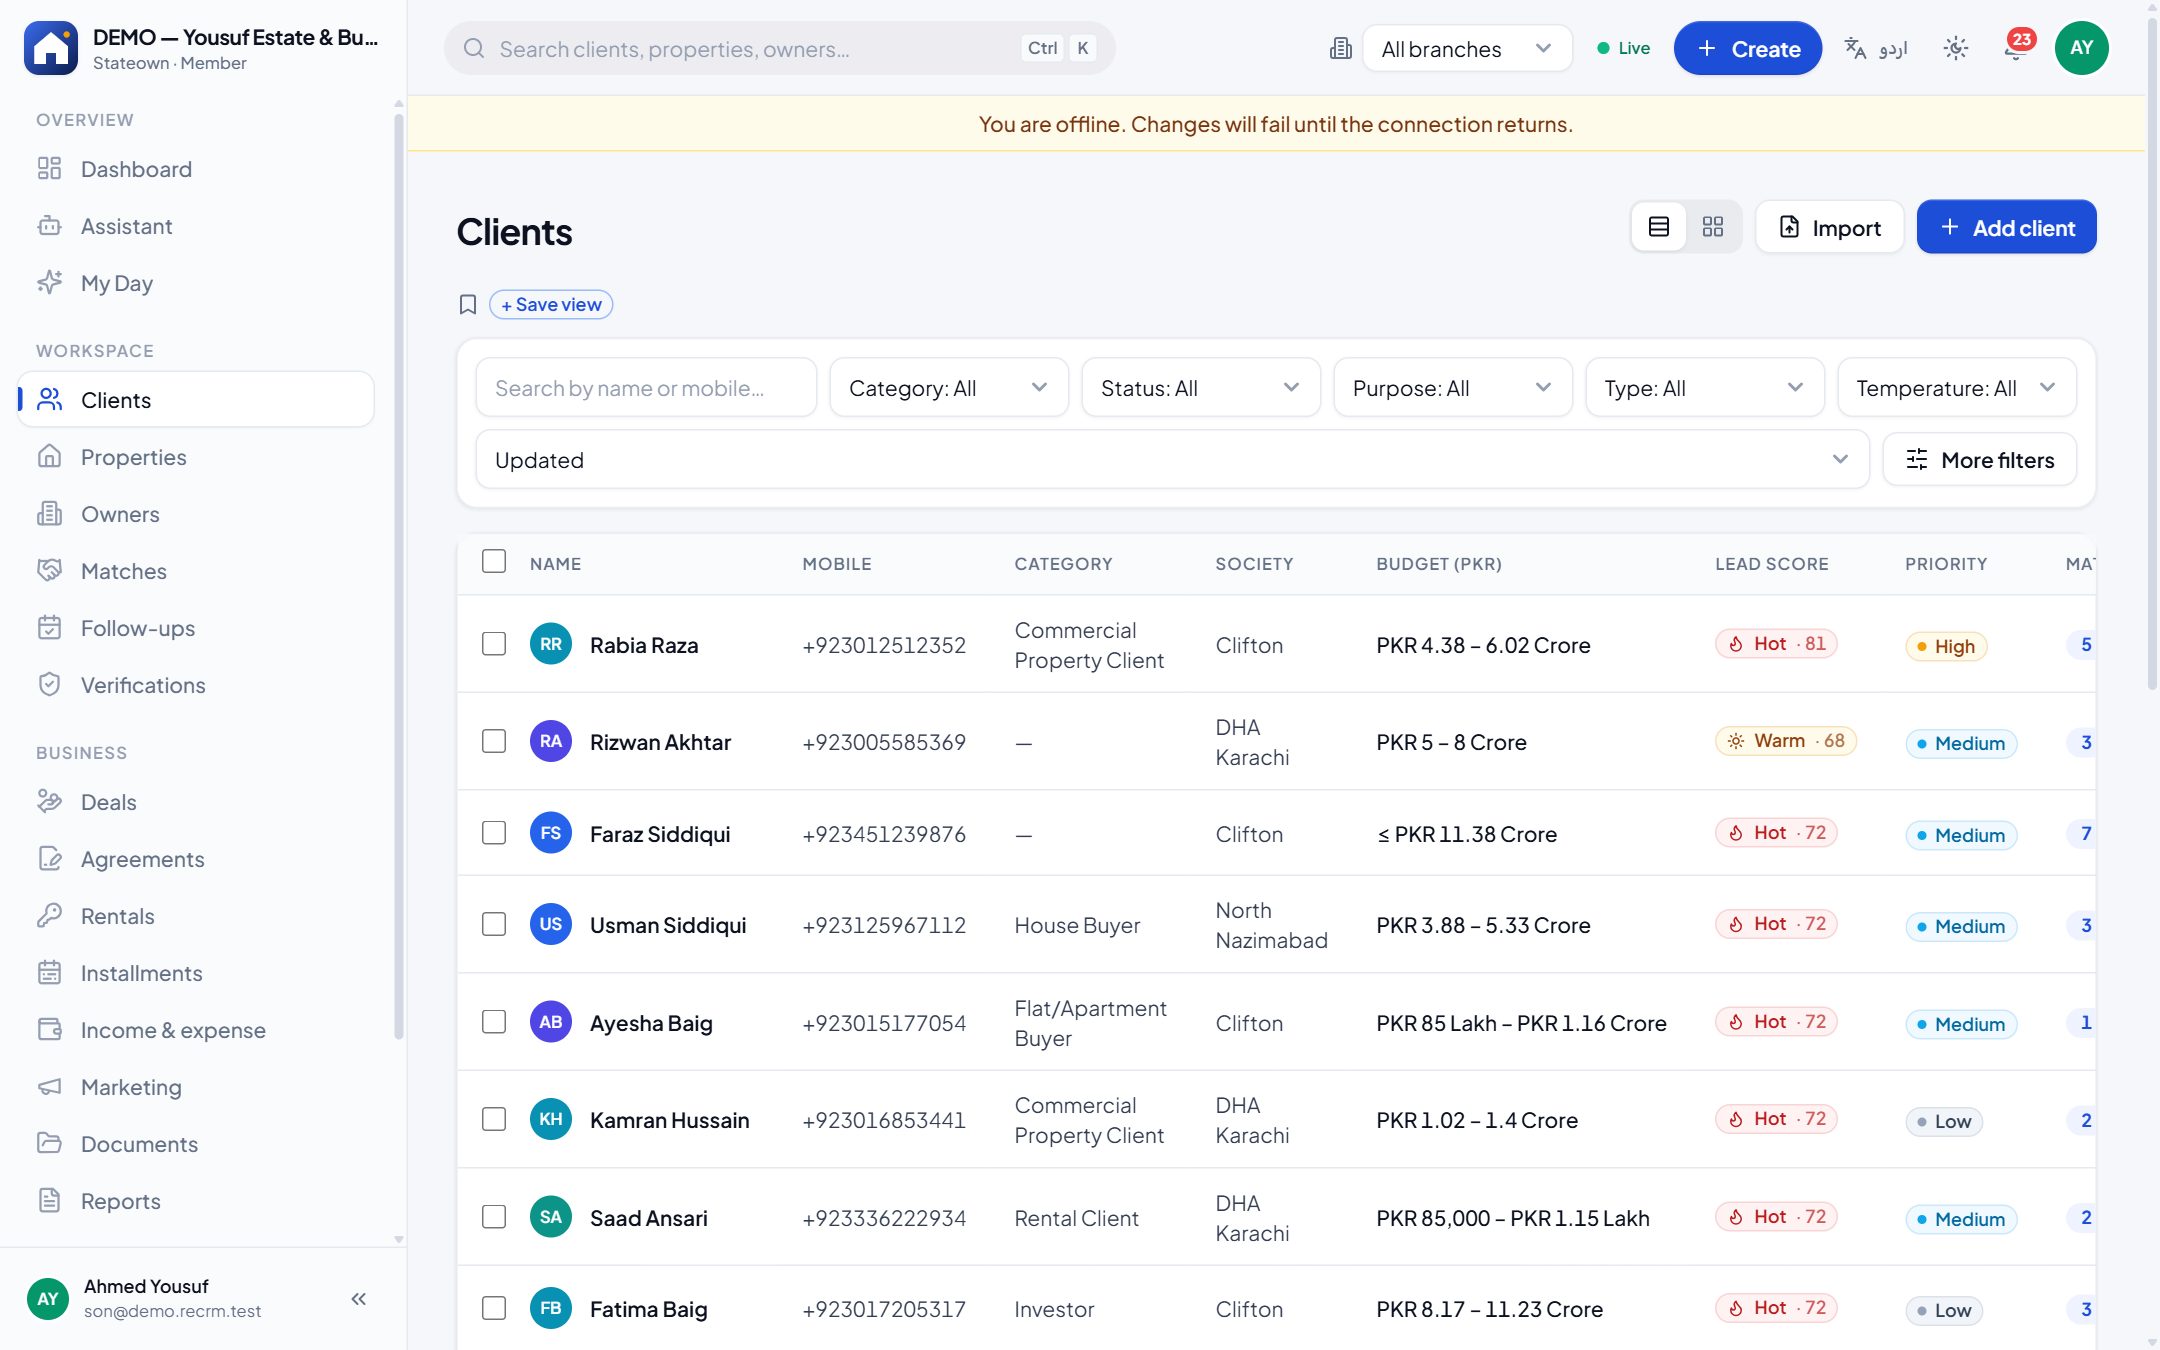 DEMO — Yousuf Estate & Bu...
Stateown · Member
OVERVIEW
Dashboard
Assistant
My Day
WORKSPACE
Clients
Properties
Owners
Matches
Follow-ups
Verifications
BUSINESS
Deals
Agreements
Rentals
Installments
Income & expense
Marketing
Documents
Reports
AY
Ahmed Yousuf
son@demo.recrm.test
Search clients, properties, owners... Ctrl K
All branches
Live
+ Create
اردو
23
AY
You are offline. Changes will fail until the connection returns.
Clients
Import
+ Add client
+ Save view
Search by name or mobile... Category: All Status: All Purpose: All Type: All Temperature: All
Updated More filters
NAME MOBILE CATEGORY SOCIETY BUDGET (PKR) LEAD SCORE PRIORITY MAT
RR Rabia Raza +923012512352 Commercial Property Client Clifton PKR 4.38 – 6.02 Crore Hot · 81 High 5
RA Rizwan Akhtar +923005585369 — DHA Karachi PKR 5 – 8 Crore Warm · 68 Medium 3
FS Faraz Siddiqui +923451239876 — Clifton ≤ PKR 11.38 Crore Hot · 72 Medium 7
US Usman Siddiqui +923125967112 House Buyer North Nazimabad PKR 3.88 – 5.33 Crore Hot · 72 Medium 3
AB Ayesha Baig +923015177054 Flat/Apartment Buyer Clifton PKR 85 Lakh – PKR 1.16 Crore Hot · 72 Medium 1
KH Kamran Hussain +923016853441 Commercial Property Client DHA Karachi PKR 1.02 – 1.4 Crore Hot · 72 Low 2
SA Saad Ansari +923336222934 Rental Client DHA Karachi PKR 85,000 – PKR 1.15 Lakh Hot · 72 Medium 2
FB Fatima Baig +923017205317 Investor Clifton PKR 8.17 – 11.23 Crore Hot · 72 Low 3